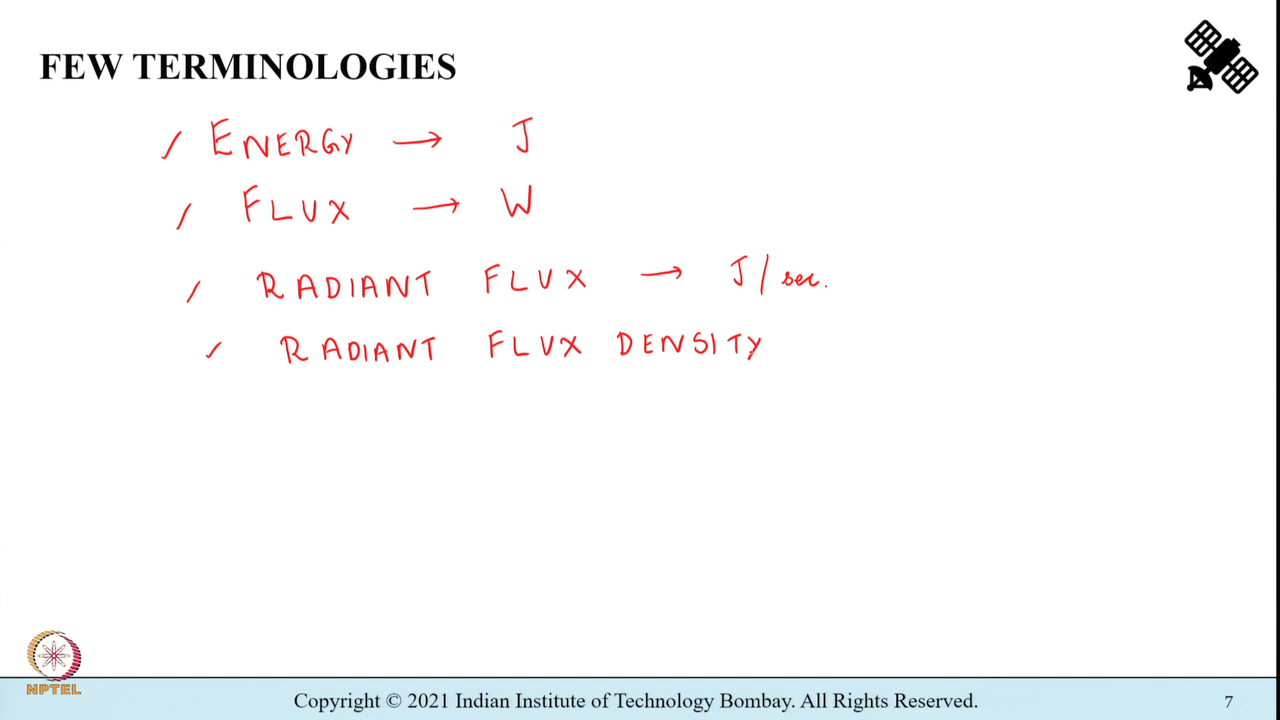 FEW TERMINOLOGIES
/ ENERGY → J
/ FLUX → W
/ RADIANT FLUX → J/sec.
/ RADIANT FLUX DENSITY
NPTEL
Copyright © 2021 Indian Institute of Technology Bombay. All Rights Reserved.
7